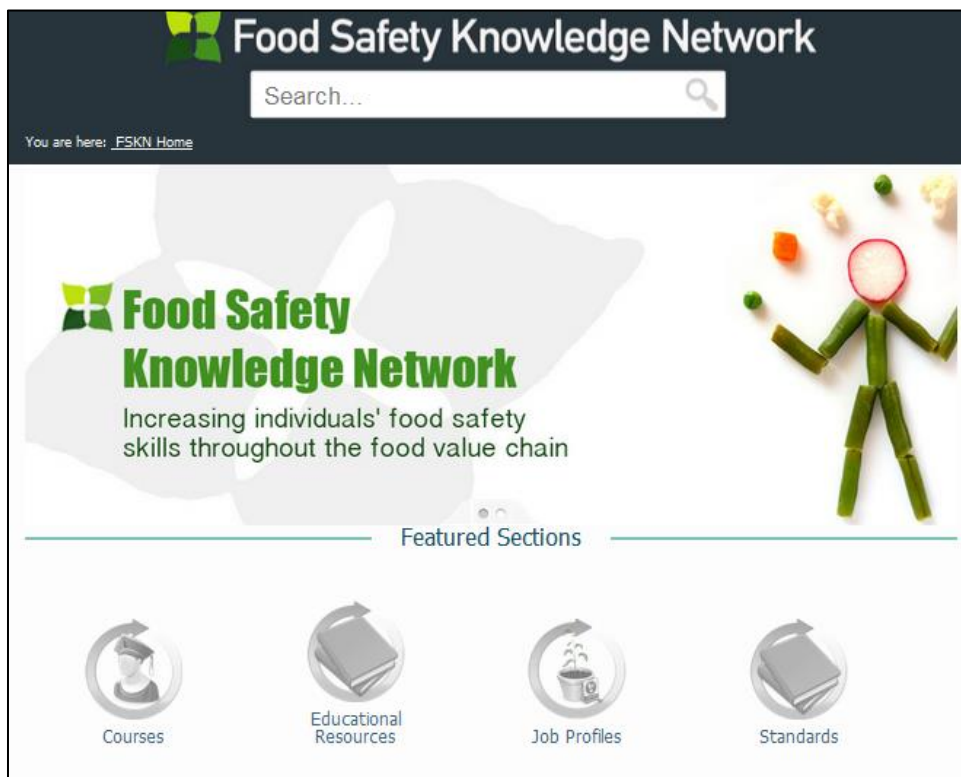 Food Safety Knowledge Network
Search...
You are here: FSKN Home
Food Safety
Knowledge Network
Increasing individuals' food safety
skills throughout the food value chain
Featured Sections
Courses
Educational
Resources
Job Profiles
Standards